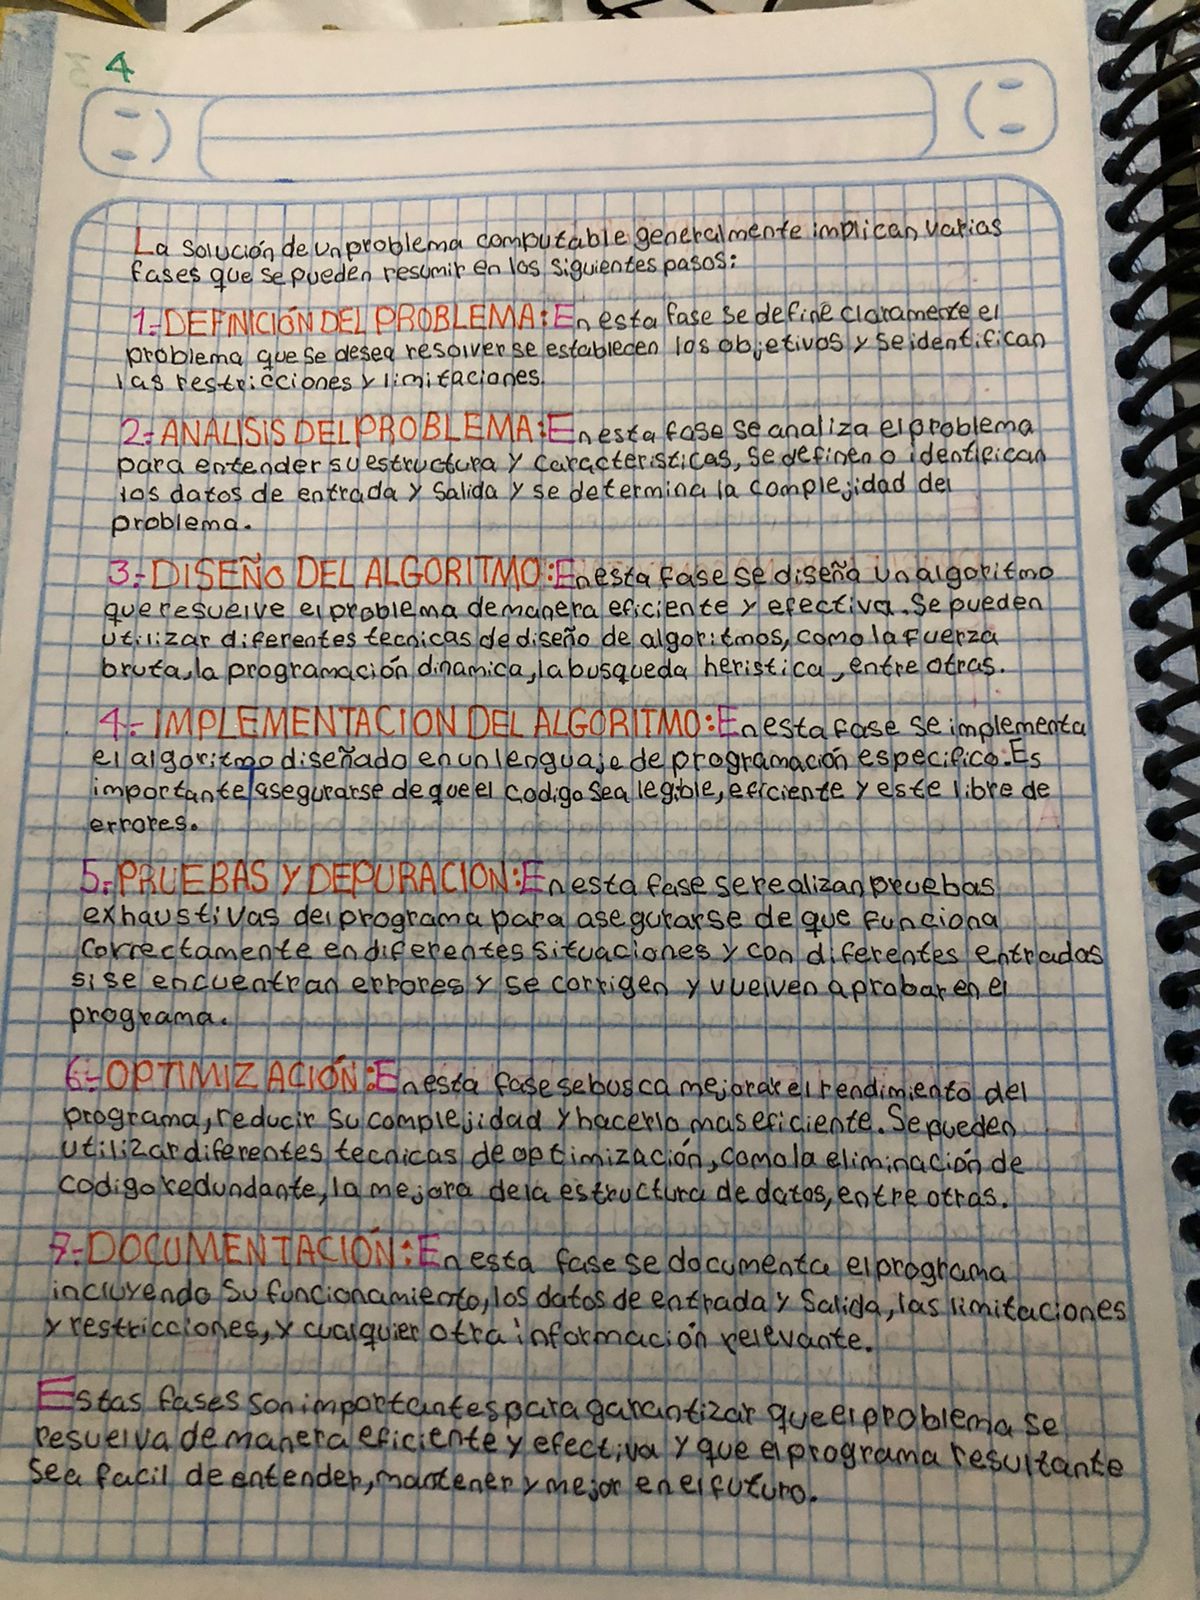 4
La solución de un problema computable generalmente implican varias
fases que se pueden resumir en los siguientes pasos:
1.-DEFINICIÓN DEL PROBLEMA: En esta fase se define claramente el
problema que se desea resolver se establecen los objetivos y se identifican
las restricciones y limitaciones.
2.-ANALISIS DEL PROBLEMA: En esta fase se analiza el problema
para entender su estructura y caracteristicas, se definen o identifican
los datos de entrada y salida y se determina la complejidad del
problema.
3.-DISEÑO DEL ALGORITMO: En esta fase se diseña un algoritmo
que resuelve el problema de manera eficiente y efectiva. Se pueden
utilizar diferentes tecnicas de diseño de algoritmos, como la fuerza
bruta, la programación dinamica, la busqueda heristica, entre otras.
4.- IMPLEMENTACION DEL ALGORITMO: En esta fase se implementa
el algoritmo diseñado en un lenguaje de programación especifico. Es
importante asegurarse de que el codigo sea legible, eficiente y este libre de
errores.
5.-PRUEBAS Y DEPURACION: En esta fase se realizan pruebas
exhaustivas del programa para asegurarse de que funciona
correctamente en diferentes situaciones y con diferentes entradas
si se encuentran errores y se corrigen y vuelven a probar en el
programa.
6.-OPTIMIZACIÓN: En esta fase se busca mejorar el rendimiento del
programa, reducir su complejidad y hacerlo mas eficiente. Se pueden
utilizar diferentes tecnicas de optimización, como la eliminación de
codigo redundante, la mejora de la estructura de datos, entre otras.
7.-DOCUMENTACIÓN: En esta fase se documenta el programa
incluyendo su funcionamiento, los datos de entrada y salida, las limitaciones
y restricciones, y cualquier otra información relevante.
Estas fases son importantes para garantizar que el problema se
resuelva de manera eficiente y efectiva y que el programa resultante
sea facil de entender, mantener y mejor en el futuro.